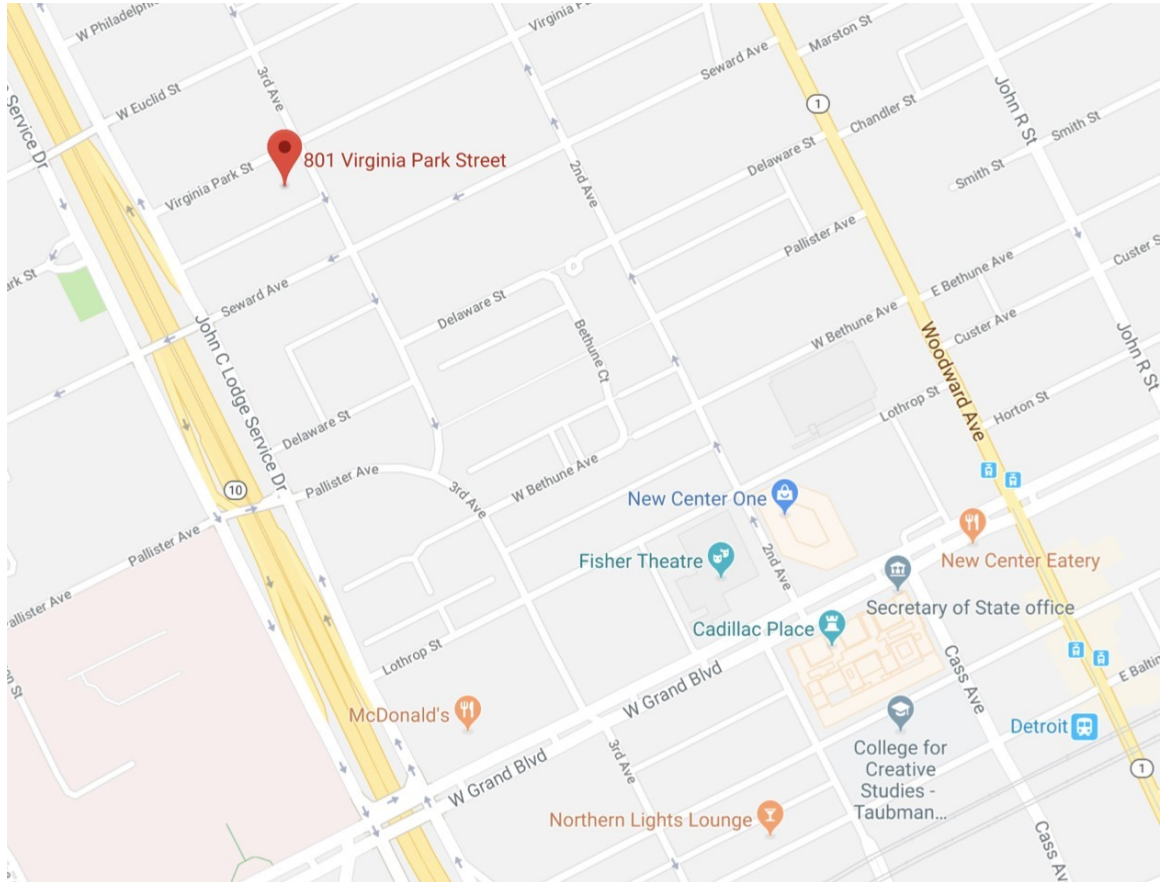 W Philadelphi
Virginia P
Marston St
Seward Ave
3rd Ave
W Euclid St
John R St
1
Chandler St
Service Dr
Smith St
Delaware St
801 Virginia Park Street
2nd Ave
Smith St
Virginia Park St
Pallister Ave
Custer S
E Bethune Ave
ark St
Seward Ave
Delaware St
W Bethune Ave
Custer Ave
John C Lodge Service Dr
Bethune Ct
Woodward Ave
John R St
Lothrop St
Horton St
Delaware St
Pallister Ave
10
3rd Ave
W Bethune Ave
New Center One
Pallister Ave
2nd Ave
Fisher Theatre
New Center Eatery
allister Ave
Secretary of State office
Cadillac Place
Lothrop St
Cass Ave
E Baltin
on St
W Grand Blvd
McDonald's
Detroit
3rd Ave
College for
Creative
Studies -
Taubman...
W Grand Blvd
1
Northern Lights Lounge
Cass Av